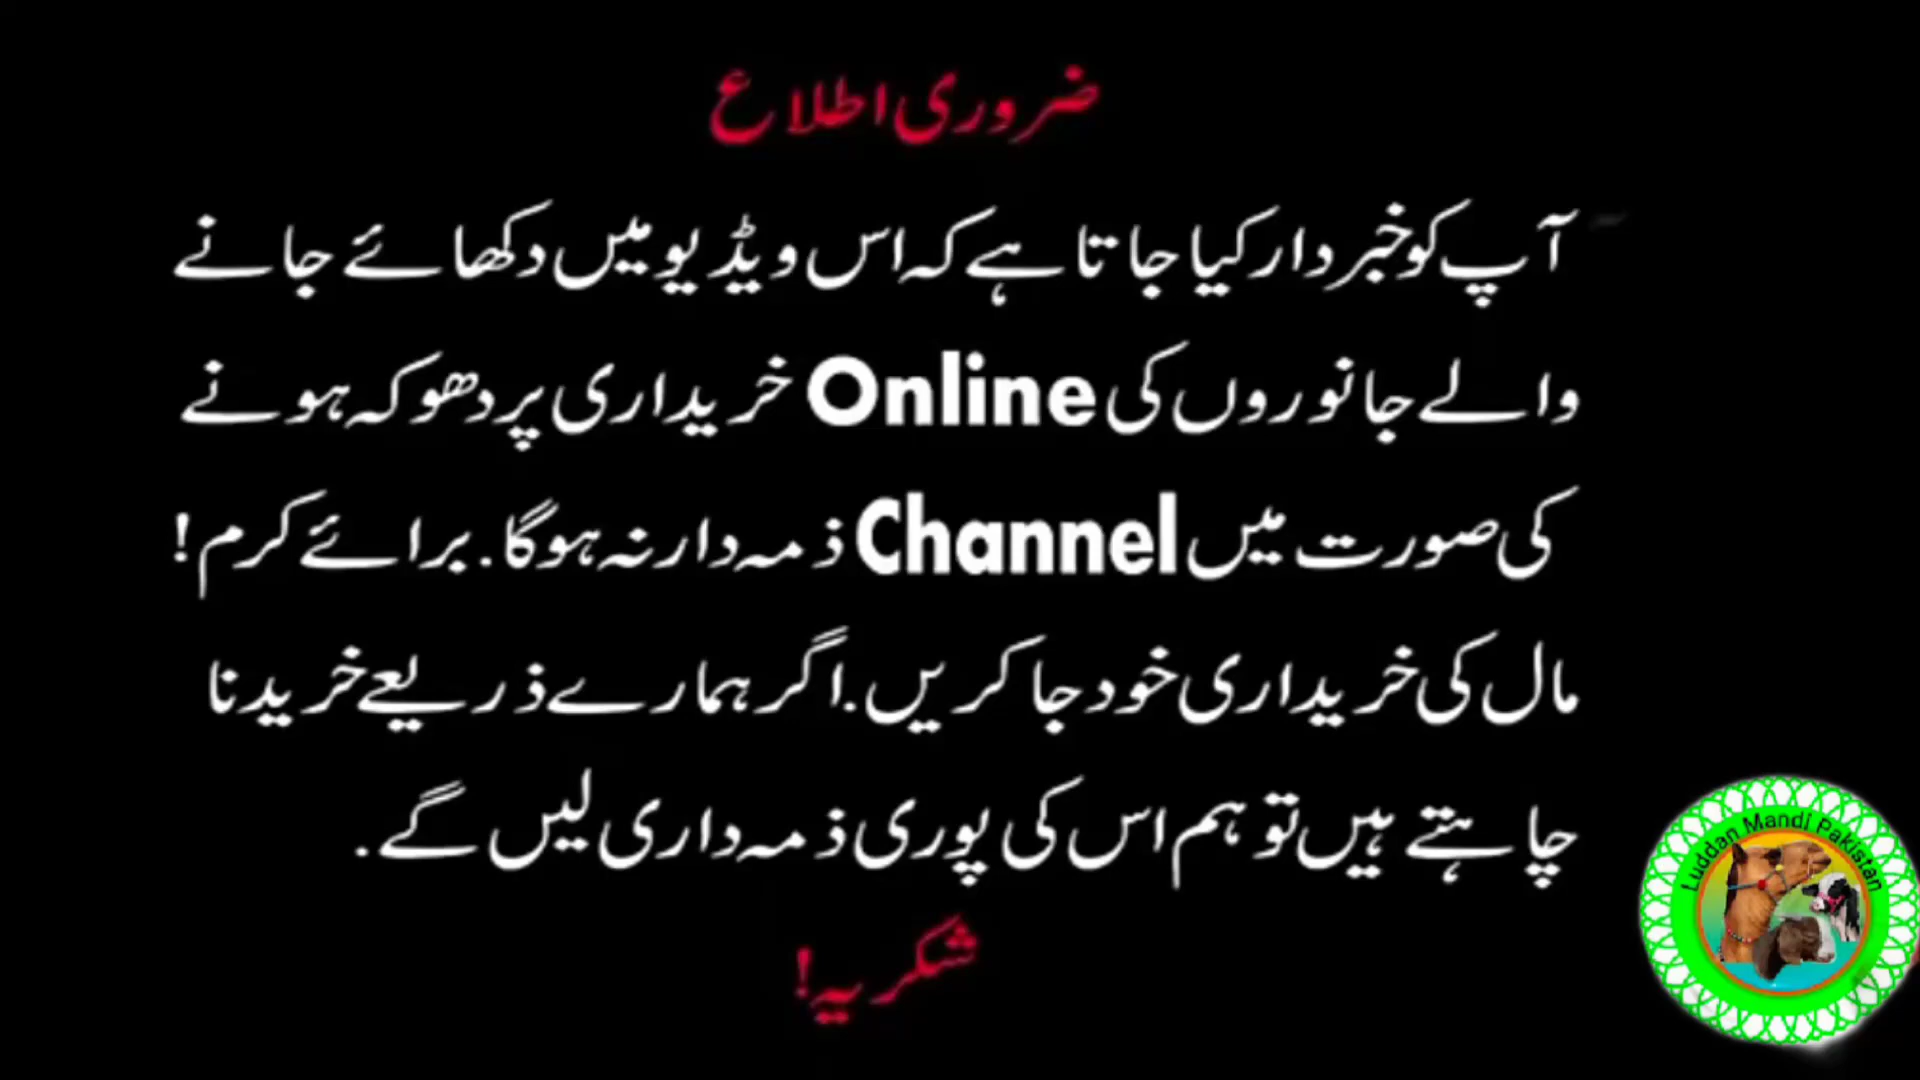 ضروری اطلاع
آپ کو خبردار کیا جاتا ہے کہ اس ویڈیو میں دکھائے جانے
والے جانوروں کی Online خریداری پر دھوکہ ہونے
کی صورت میں Channel ذمہ دار نہ ہوگا. برائے کرم!
مال کی خریداری خود جا کریں. اگر ہمارے ذریعے خریدنا
چاہتے ہیں تو ہم اس کی پوری ذمہ داری لیں گے.
شکریہ!
Luddan Mandi Pakistan